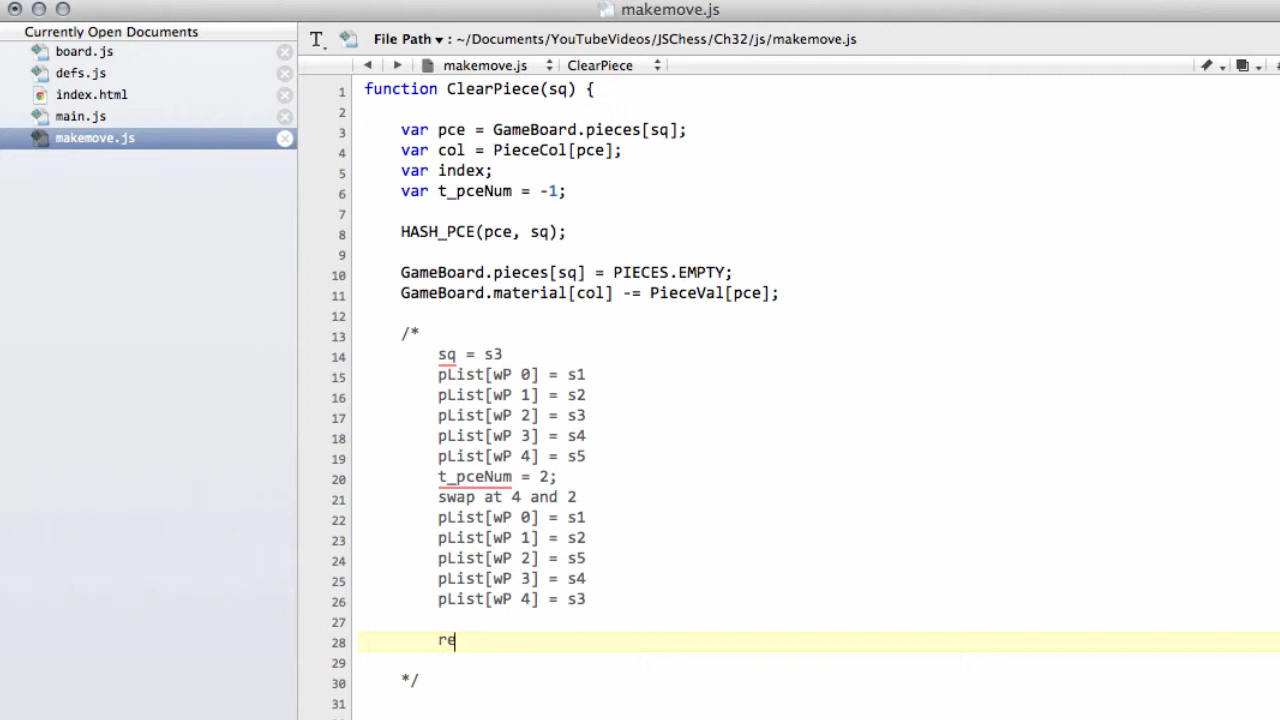 makemove.js
Currently Open Documents
board.js
defs.js
index.html
main.js
makemove.js
File Path : ~/Documents/YouTubeVideos/JSChess/Ch32/js/makemove.js
makemove.js ClearPiece
1 function ClearPiece(sq) {
2
3 var pce = GameBoard.pieces[sq];
4 var col = PieceCol[pce];
5 var index;
6 var t_pceNum = -1;
7
8 HASH_PCE(pce, sq);
9
10 GameBoard.pieces[sq] = PIECES.EMPTY;
11 GameBoard.material[col] -= PieceVal[pce];
12
13 /*
14 sq = s3
15 pList[wP 0] = s1
16 pList[wP 1] = s2
17 pList[wP 2] = s3
18 pList[wP 3] = s4
19 pList[wP 4] = s5
20 t_pceNum = 2;
21 swap at 4 and 2
22 pList[wP 0] = s1
23 pList[wP 1] = s2
24 pList[wP 2] = s5
25 pList[wP 3] = s4
26 pList[wP 4] = s3
27
28 re
29
30 */
31